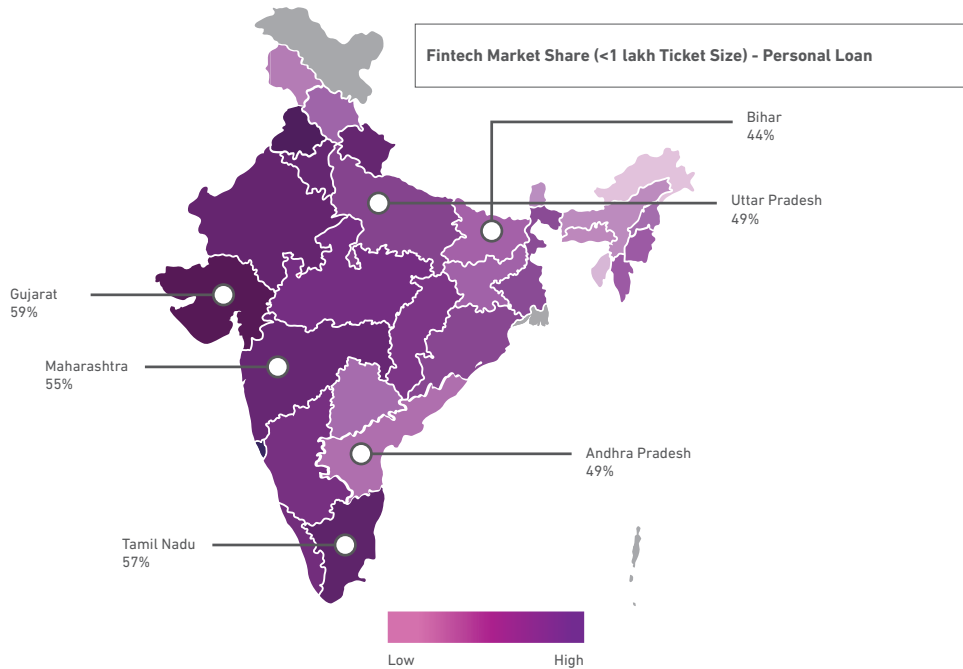 Fintech Market Share (<1 lakh Ticket Size) - Personal Loan
Bihar
44%
Uttar Pradesh
49%
Gujarat
59%
Maharashtra
55%
Andhra Pradesh
49%
Tamil Nadu
57%
Low
High